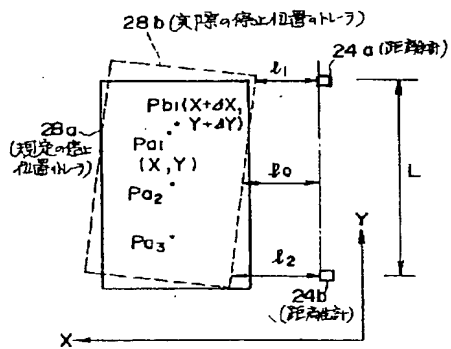 28b (実際の停止位置のトレーラ)
24a (距離計)
ℓ1
Pb1 (X+ΔX,
Y+ΔY)
28a
(規定の停止
位置のトレーラ)
Pa1
(X, Y)
ℓ0
L
Pa2
Y
Pa3
ℓ2
24b
(距離計)
X